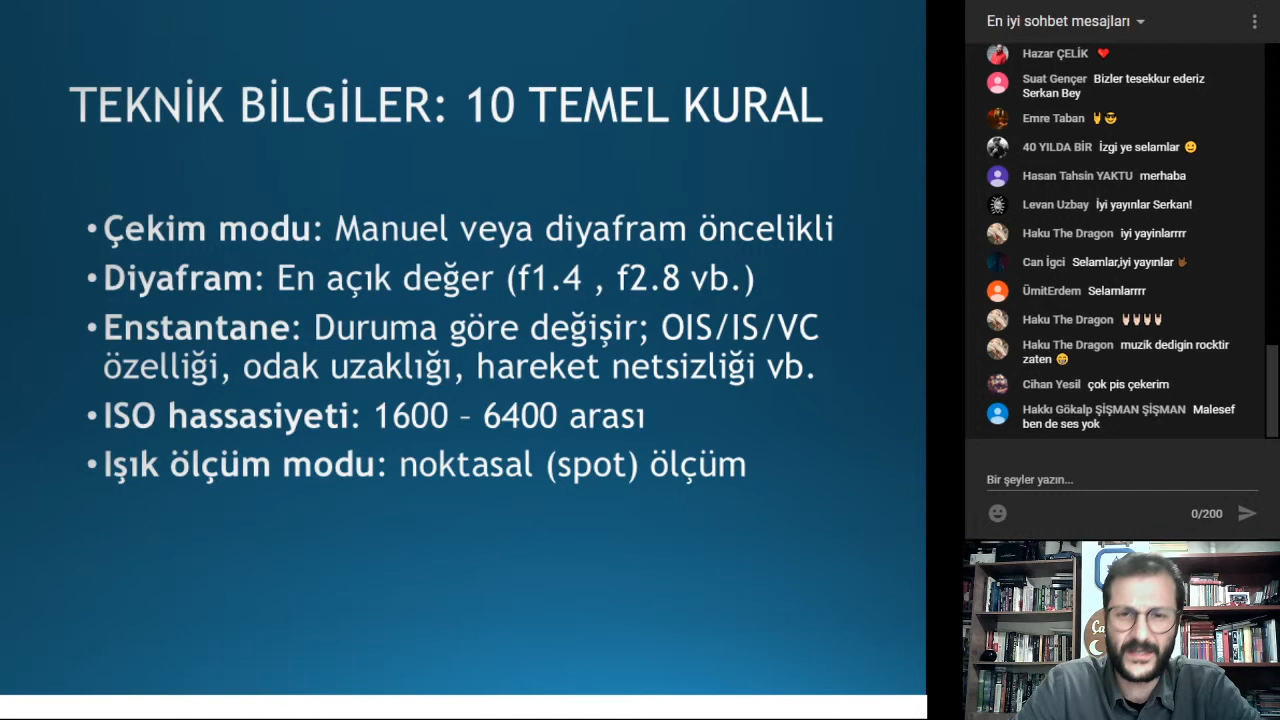 TEKNİK BİLGİLER: 10 TEMEL KURAL
•Çekim modu: Manuel veya diyafram öncelikli
•Diyafram: En açık değer (f1.4 , f2.8 vb.)
•Enstantane: Duruma göre değişir; OIS/IS/VC
özelliği, odak uzaklığı, hareket netsizliği vb.
•ISO hassasiyeti: 1600 – 6400 arası
•Işık ölçüm modu: noktasal (spot) ölçüm
En iyi sohbet mesajları
Hazar ÇELİK ❤️
Suat Gençer Bizler tesekkur ederiz
Serkan Bey
Emre Taban 🤘😎
40 YILDA BİR İzgi ye selamlar 🙂
Hasan Tahsin YAKTU merhaba
Levan Uzbay İyi yayınlar Serkan!
Haku The Dragon iyi yayinlarrrr
Can İgci Selamlar,iyi yayınlar 🤘🏾
ÜmitErdem Selamlarrrr
Haku The Dragon 🤘🏻🤘🏻🤘🏻🤘🏻
Haku The Dragon muzik dedigin rocktir
zaten 😁
Cihan Yesil çok pis çekerim
Hakkı Gökalp ŞİŞMAN ŞİŞMAN Malesef
ben de ses yok
Bir şeyler yazın...
0/200